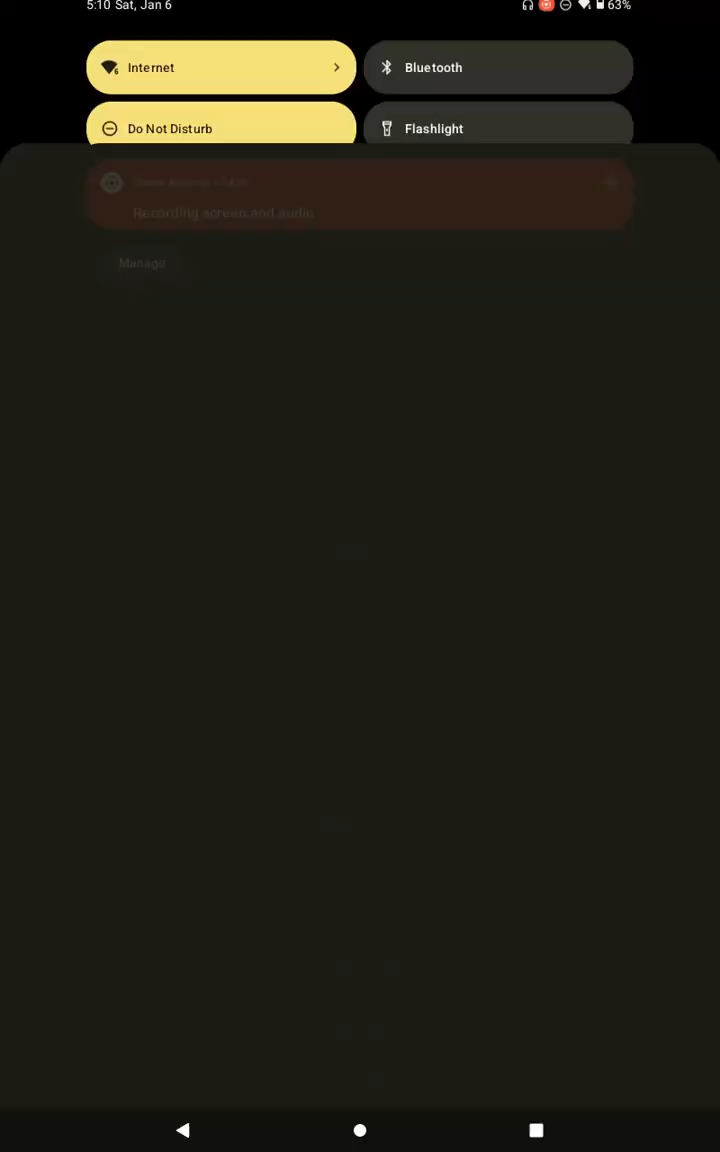 5:10 Sat, Jan 6
63%
Internet
Bluetooth
Do Not Disturb
Flashlight
Recording screen and audio
Manage